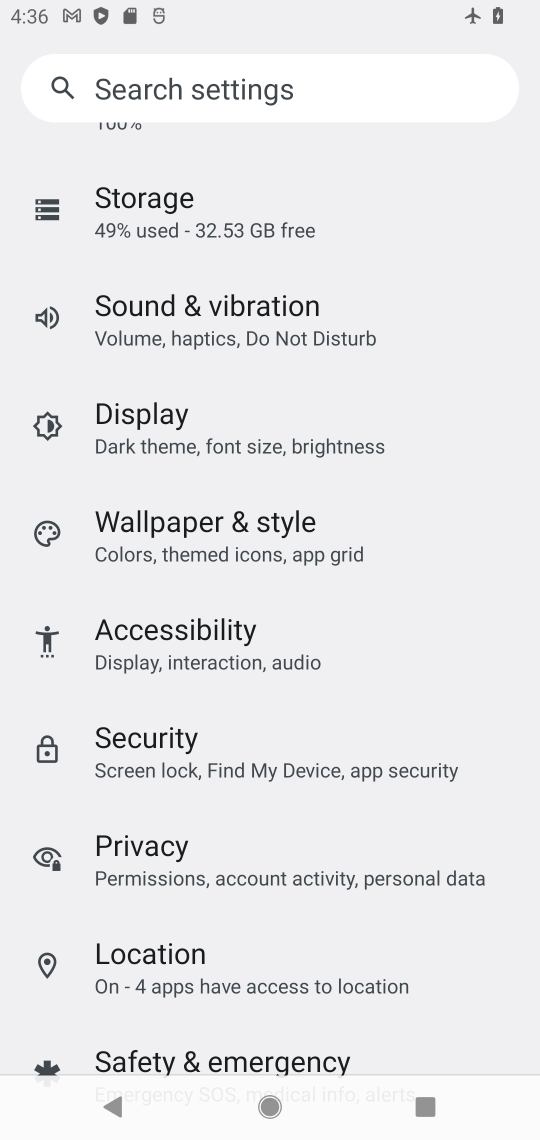 4:36
Search settings
100%
Storage
49% used - 32.53 GB free
Sound & vibration
Volume, haptics, Do Not Disturb
Display
Dark theme, font size, brightness
Wallpaper & style
Colors, themed icons, app grid
Accessibility
Display, interaction, audio
Security
Screen lock, Find My Device, app security
Privacy
Permissions, account activity, personal data
Location
On - 4 apps have access to location
Safety & emergency
Emergency SOS, medical info, alerts